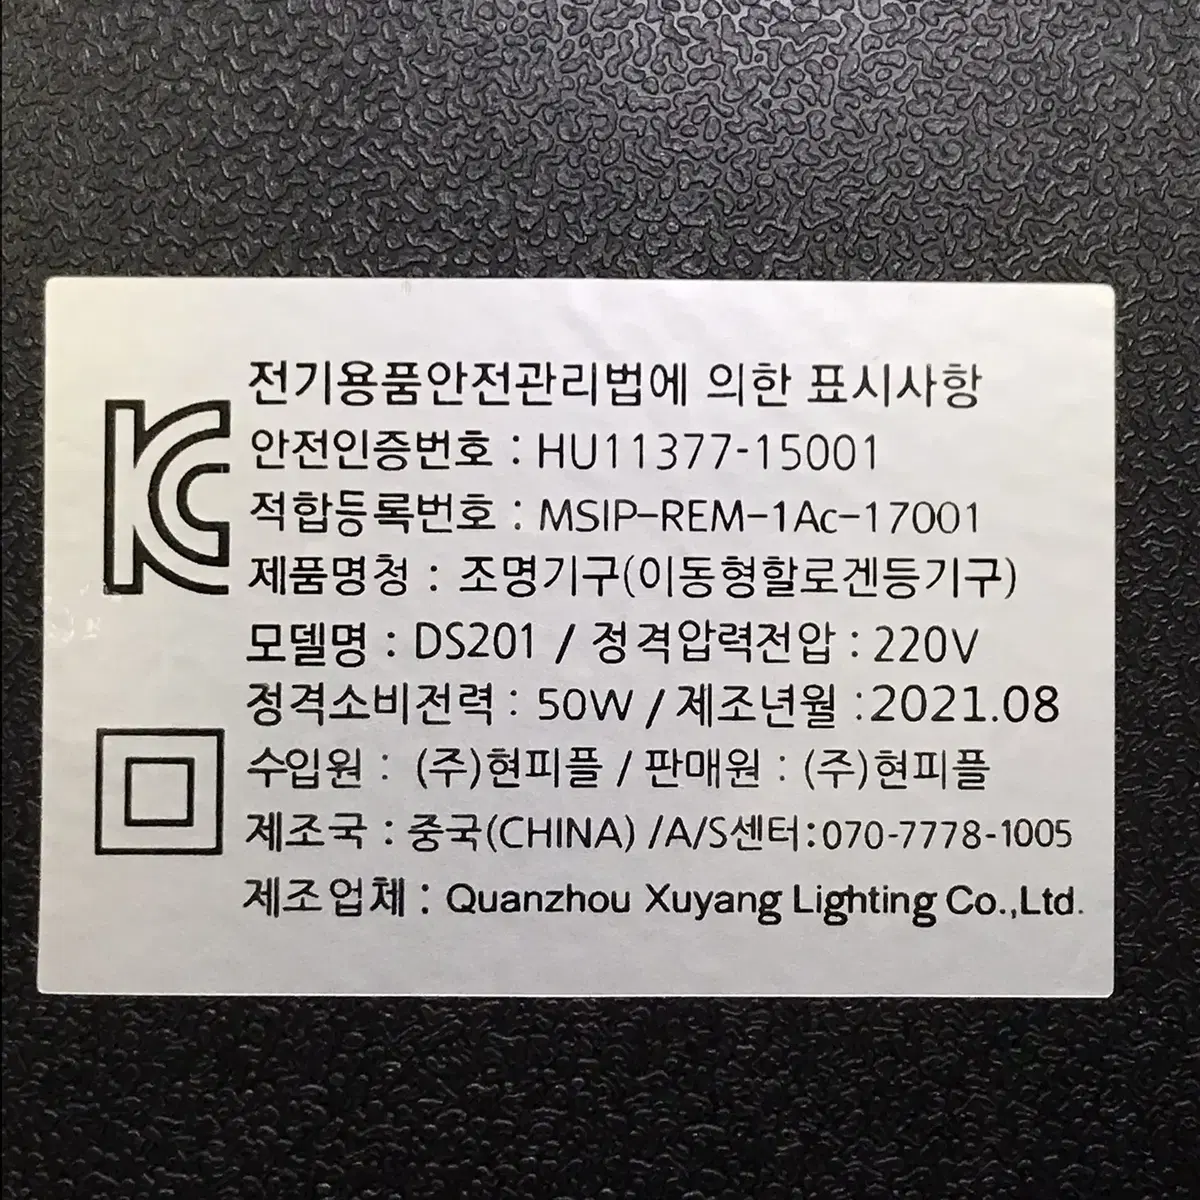 전기용품안전관리법에 의한 표시사항
안전인증번호 : HU11377-15001
적합등록번호 : MSIP-REM-1Ac-17001
제품명청 : 조명기구(이동형할로겐등기구)
모델명 : DS201 / 정격압력전압 : 220V
정격소비전력 : 50W / 제조년월 :2021.08
수입원 : (주)현피플 / 판매원 : (주)현피플
제조국 : 중국(CHINA) /A/S센터:070-7778-1005
제조업체 : Quanzhou Xuyang Lighting Co.,Ltd.